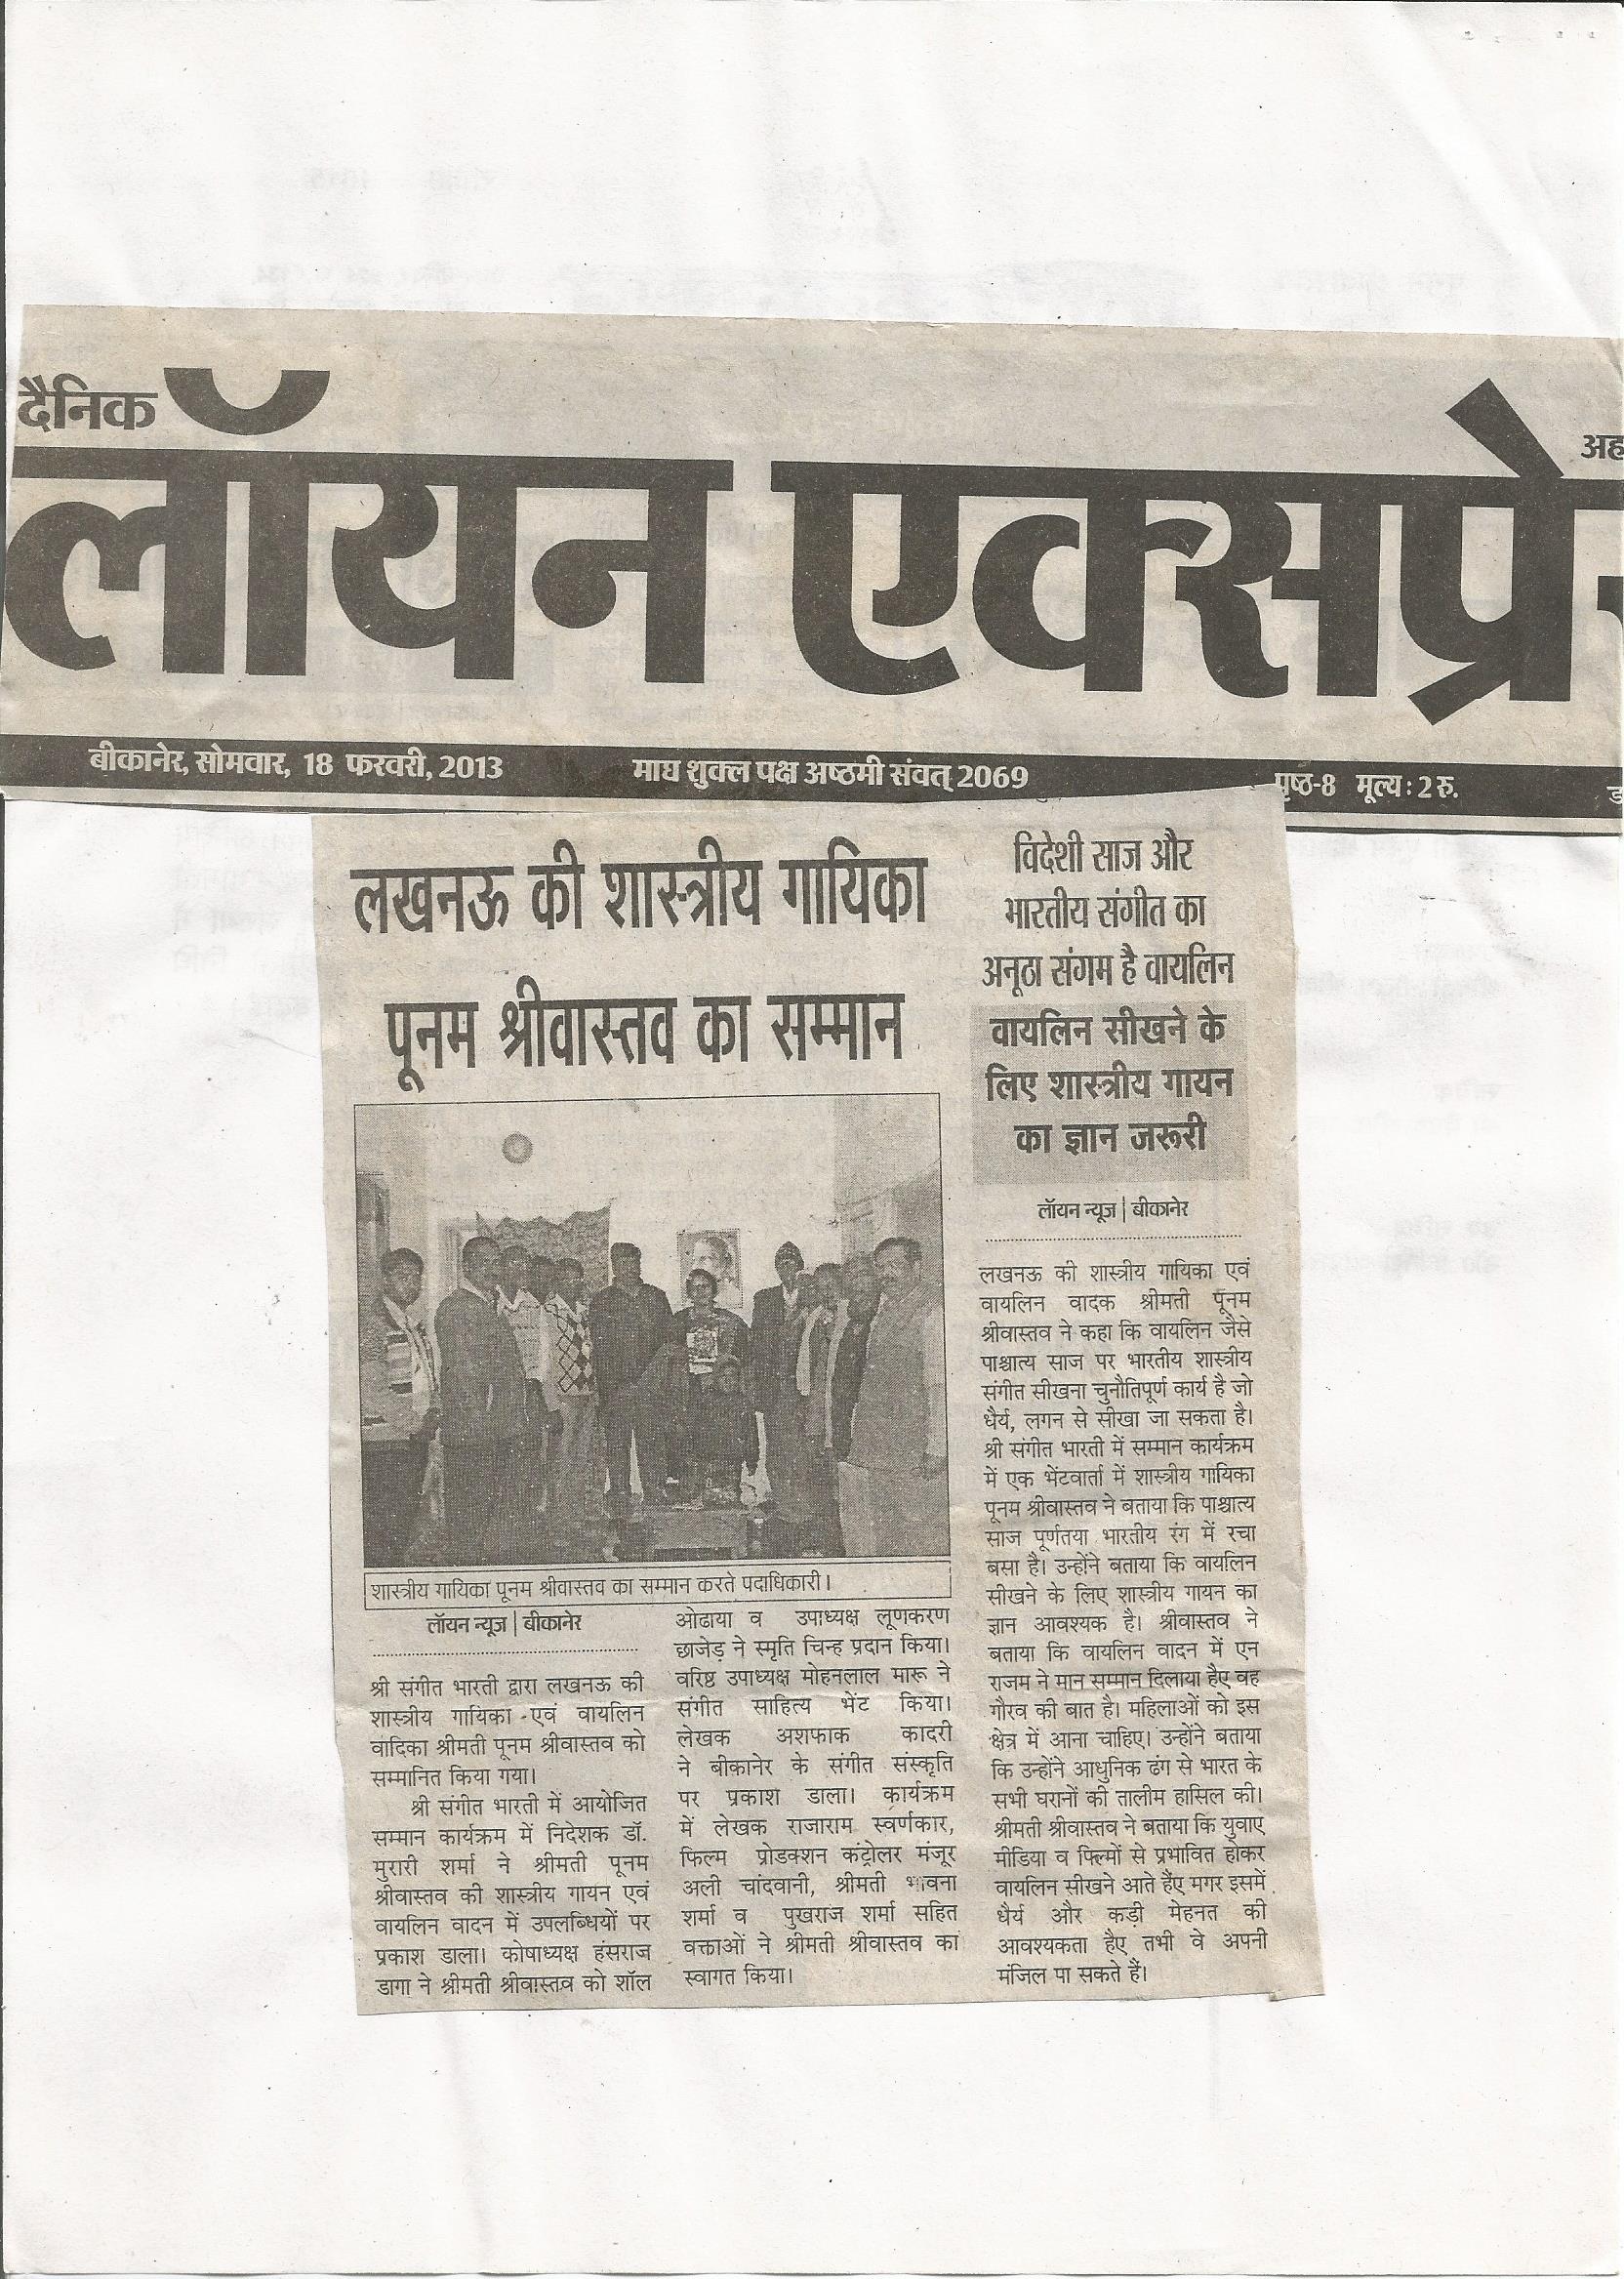 दैनिक
लॉयन एक्सप्रे
अह
बीकानेर, सोमवार, 18 फरवरी, 2013 माघ शुक्ल पक्ष अष्ठमी संवत् 2069 पृष्ठ-8 मूल्य : 2 रु.
लखनऊ की शास्त्रीय गायिका
पूनम श्रीवास्तव का सम्मान
शास्त्रीय गायिका पूनम श्रीवास्तव का सम्मान करते पदाधिकारी।
लॉयन न्यूज | बीकानेर
श्री संगीत भारती द्वारा लखनऊ की
शास्त्रीय गायिका एवं वायलिन
वादिका श्रीमती पूनम श्रीवास्तव को
सम्मानित किया गया।
श्री संगीत भारती में आयोजित
सम्मान कार्यक्रम में निदेशक डॉ.
मुरारी शर्मा ने श्रीमती पूनम
श्रीवास्तव की शास्त्रीय गायन एवं
वायलिन वादन में उपलब्धियों पर
प्रकाश डाला। कोषाध्यक्ष हंसराज
डागा ने श्रीमती श्रीवास्तव को शॉल
ओढाया व उपाध्यक्ष लूणकरण
छाजेड़ ने स्मृति चिन्ह प्रदान किया।
वरिष्ठ उपाध्यक्ष मोहनलाल मारू ने
संगीत साहित्य भेंट किया।
लेखक अशफाक कादरी
ने बीकानेर के संगीत संस्कृति
पर प्रकाश डाला। कार्यक्रम
में लेखक राजाराम स्वर्णकार,
फिल्म प्रोडक्शन कंट्रोलर मंजूर
अली चांदवानी, श्रीमती भावना
शर्मा व पुखराज शर्मा सहित
वक्ताओं ने श्रीमती श्रीवास्तव का
स्वागत किया।
विदेशी साज और
भारतीय संगीत का
अनूठा संगम है वायलिन
वायलिन सीखने के
लिए शास्त्रीय गायन
का ज्ञान जरूरी
लॉयन न्यूज | बीकानेर
लखनऊ की शास्त्रीय गायिका एवं
वायलिन वादक श्रीमती पूनम
श्रीवास्तव ने कहा कि वायलिन जैसे
पाश्चात्य साज पर भारतीय शास्त्रीय
संगीत सीखना चुनौतिपूर्ण कार्य है जो
धैर्य, लगन से सीखा जा सकता है।
श्री संगीत भारती में सम्मान कार्यक्रम
में एक भेंटवार्ता में शास्त्रीय गायिका
पूनम श्रीवास्तव ने बताया कि पाश्चात्य
साज पूर्णतया भारतीय रंग में रचा
बसा है। उन्होंने बताया कि वायलिन
सीखने के लिए शास्त्रीय गायन का
ज्ञान आवश्यक है। श्रीवास्तव ने
बताया कि वायलिन वादन में एन
राजम ने मान सम्मान दिलाया हैए वह
गौरव की बात है। महिलाओं को इस
क्षेत्र में आना चाहिए। उन्होंने बताया
कि उन्होंने आधुनिक ढंग से भारत के
सभी घरानों की तालीम हासिल की।
श्रीमती श्रीवास्तव ने बताया कि युवाए
मीडिया व फिल्मों से प्रभावित होकर
वायलिन सीखने आते हैंए मगर इसमें
धैर्य और कड़ी मेहनत की
आवश्यकता हैए तभी वे अपनी
मंजिल पा सकते हैं।